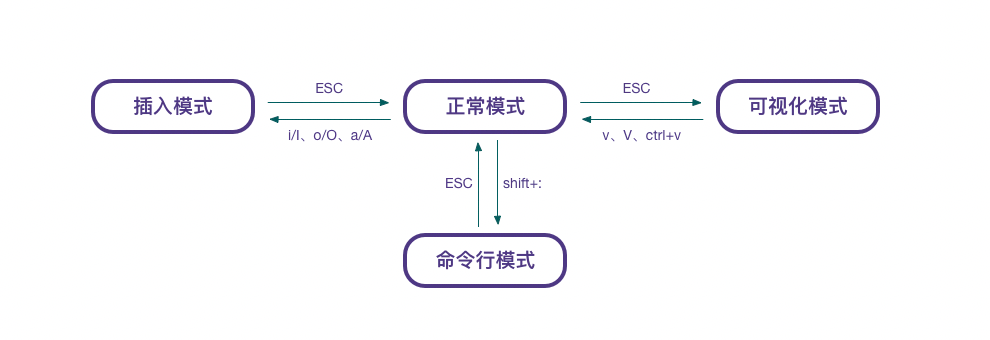 ESC
ESC
插入模式
正常模式
可视化模式
i/I、o/O、a/A
v、V、ctrl+v
ESC
shift+:
命令行模式